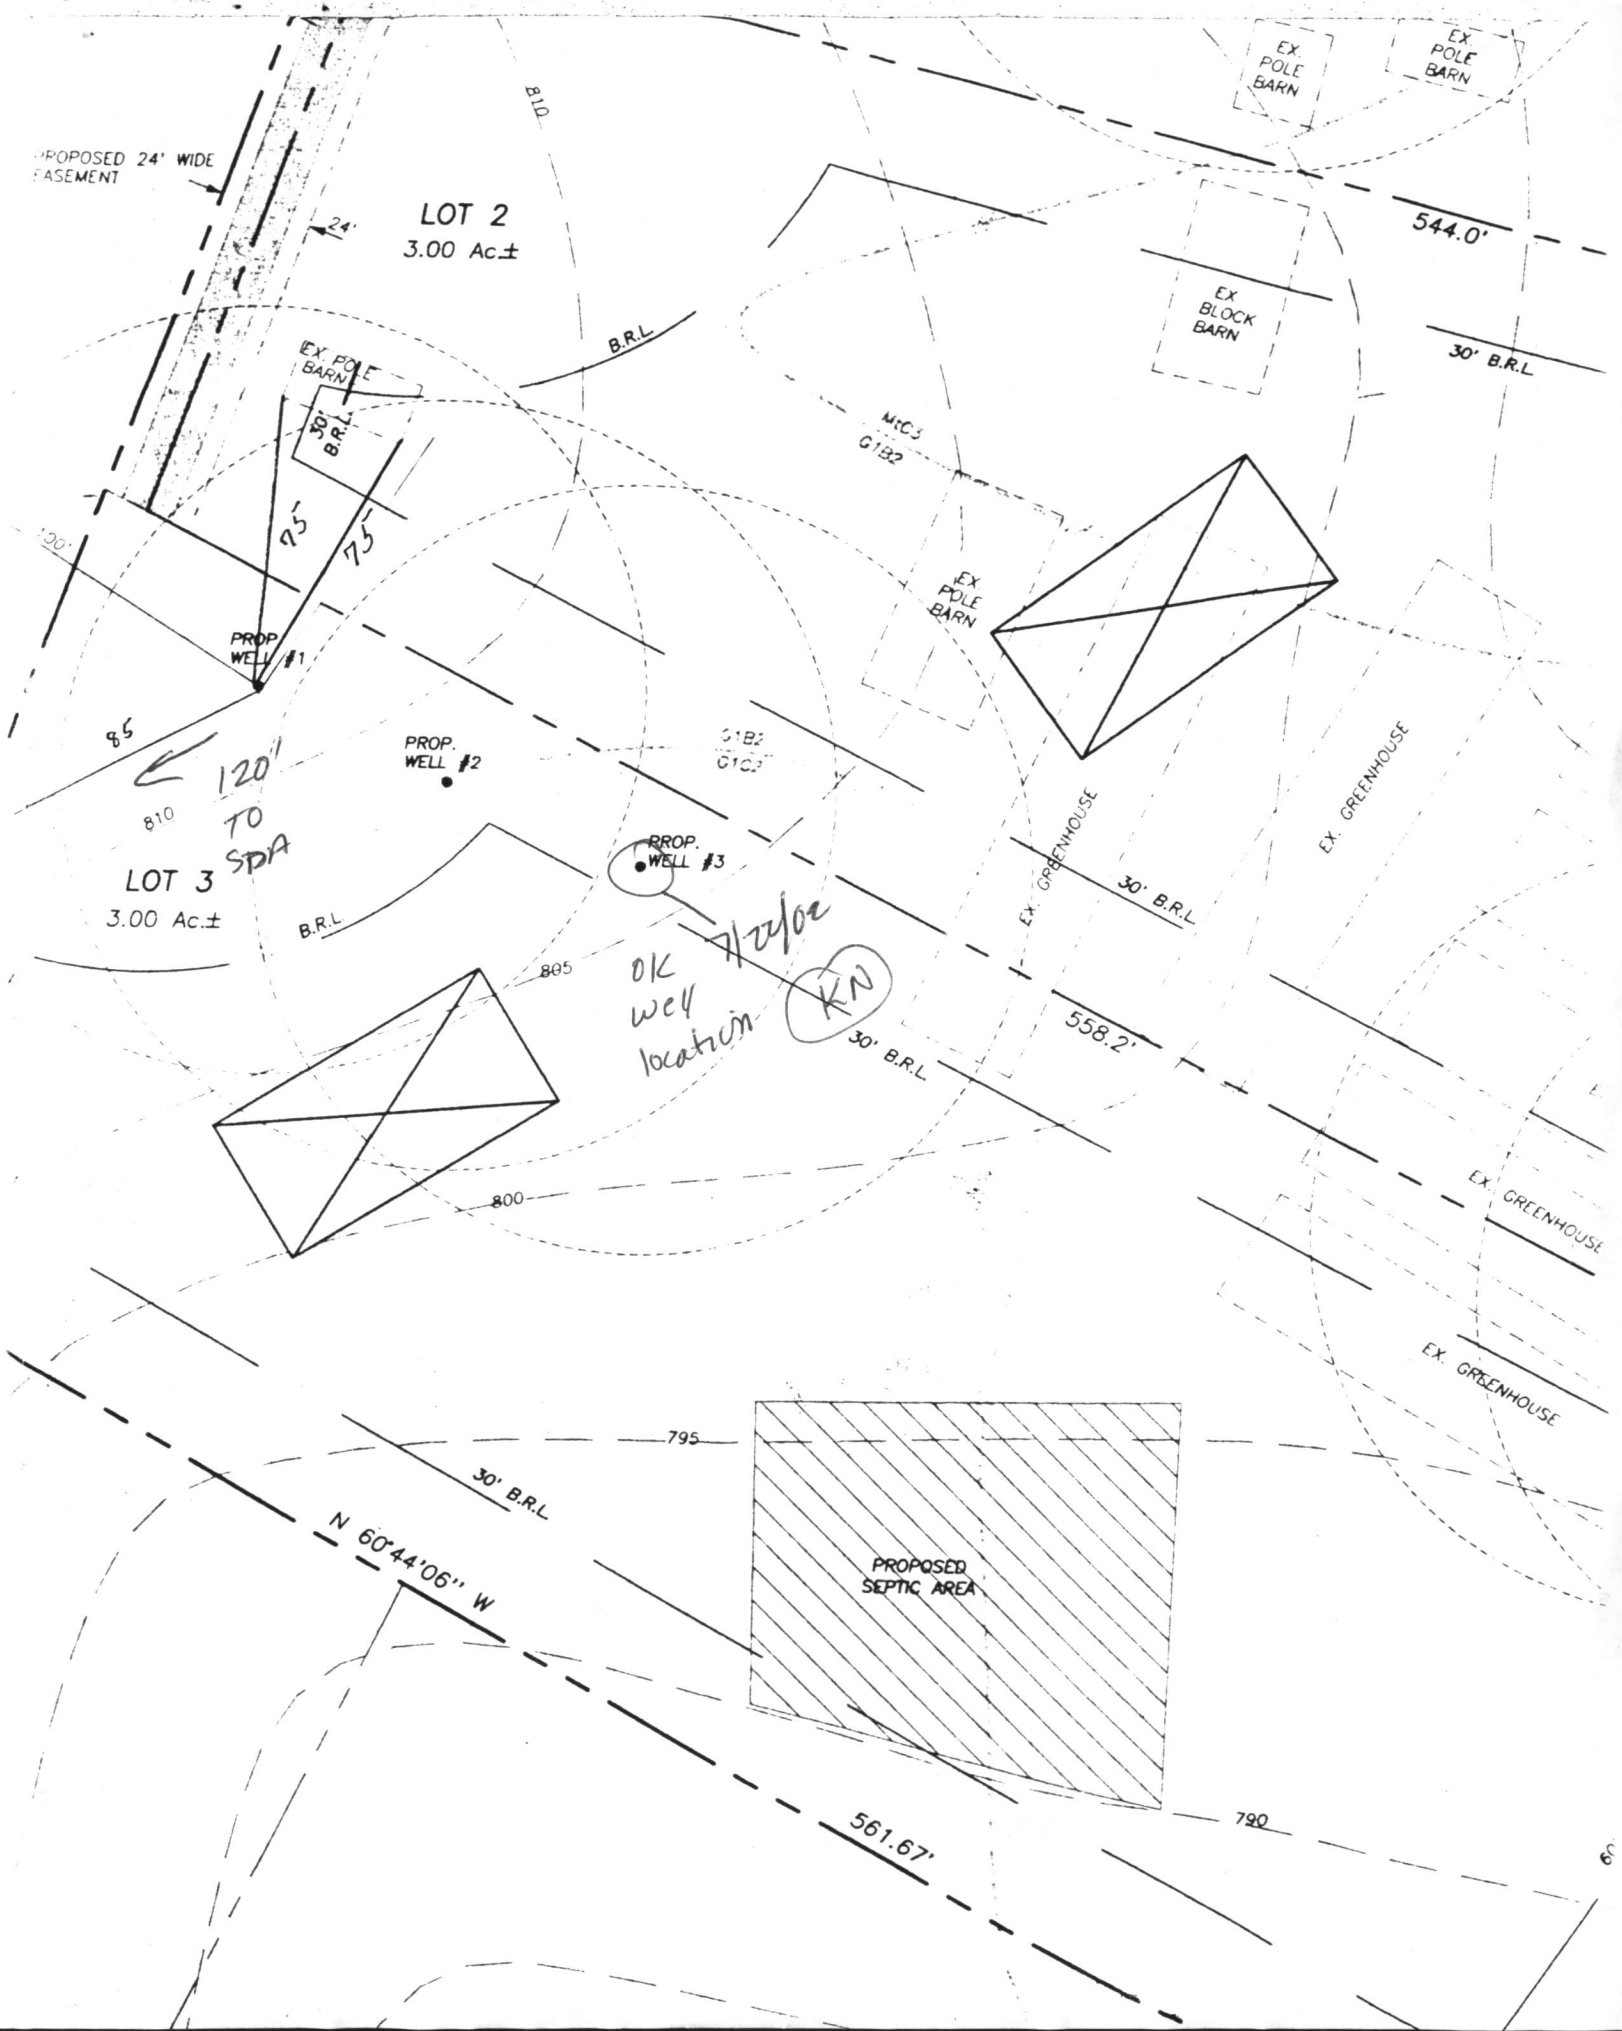 EX.
POLE
BARN
EX.
POLE
BARN
810
PROPOSED 24' WIDE
EASEMENT
LOT 2
3.00 Ac.±
24'
544.0'
EX
BLOCK
BARN
30' B.R.L
B.R.L
EX. POLE
BARN
30'
B.R.L.
MtC3
G1B2
75'
75'
100'
EX
POLE
BARN
PROP
WELL #1
85
120'
TO
SDA
PROP.
WELL #2
G1B2
G1C2
EX. GREENHOUSE
EX. GREENHOUSE
810
PROP.
WELL #3
LOT 3
3.00 Ac.±
B.R.L.
30' B.R.L
805
OK 7/22/02
well
location
KN
558.2'
30' B.R.L
EX. GREENHOUSE
800
EX. GREENHOUSE
795
30' B.R.L
N 60°44'06" W
PROPOSED
SEPTIC AREA
790
561.67'